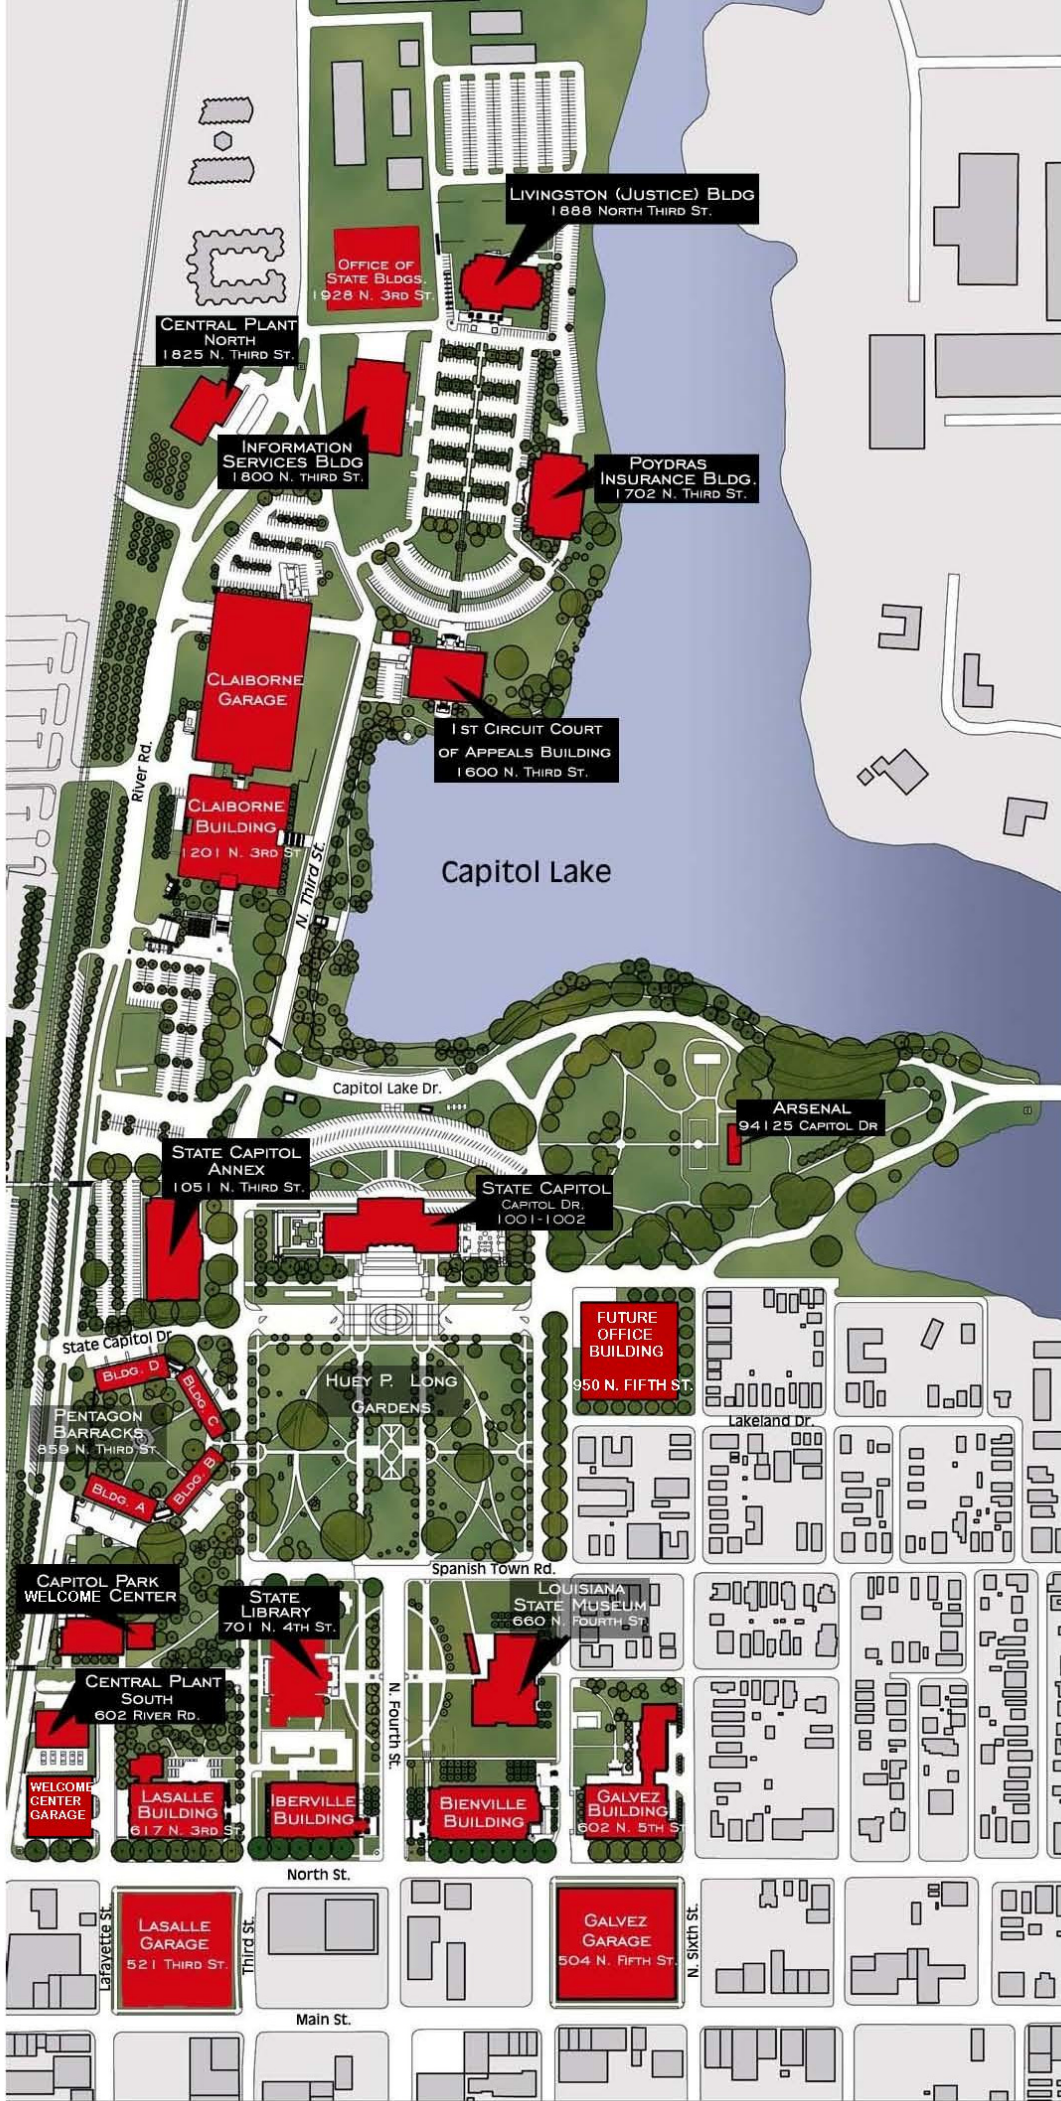 LIVINGSTON (JUSTICE) BLDG
1888 NORTH THIRD ST.
OFFICE OF
STATE BLDGS.
1928 N. 3RD ST.
CENTRAL PLANT
NORTH
1825 N. THIRD ST.
INFORMATION
SERVICES BLDG
1800 N. THIRD ST.
POYDRAS
INSURANCE BLDG.
1702 N. THIRD ST.
CLAIBORNE
GARAGE
1ST CIRCUIT COURT
OF APPEALS BUILDING
1600 N. THIRD ST.
River Rd.
CLAIBORNE
BUILDING
1201 N. 3RD ST
N. Third St.
Capitol Lake
Capitol Lake Dr.
ARSENAL
94125 CAPITOL DR
STATE CAPITOL
ANNEX
1051 N. THIRD ST.
STATE CAPITOL
CAPITOL DR.
1001-1002
State Capitol Dr
FUTURE
OFFICE
BUILDING
950 N. FIFTH ST.
BLDG. D
BLDG. C
HUEY P. LONG
GARDENS
PENTAGON
BARRACKS
859 N. THIRD ST.
Lakeland Dr.
BLDG. B
BLDG. A
Spanish Town Rd.
CAPITOL PARK
WELCOME CENTER
STATE
LIBRARY
701 N. 4TH ST.
LOUISIANA
STATE MUSEUM
660 N. FOURTH ST.
CENTRAL PLANT
SOUTH
602 RIVER RD.
N. Fourth St.
WELCOME
CENTER
GARAGE
LASALLE
BUILDING
617 N. 3RD ST
IBERVILLE
BUILDING
BIENVILLE
BUILDING
GALVEZ
BUILDING
602 N. 5TH ST
North St.
Lafayette St.
LASALLE
GARAGE
521 THIRD ST.
Third St.
GALVEZ
GARAGE
504 N. FIFTH ST.
N. Sixth St.
Main St.